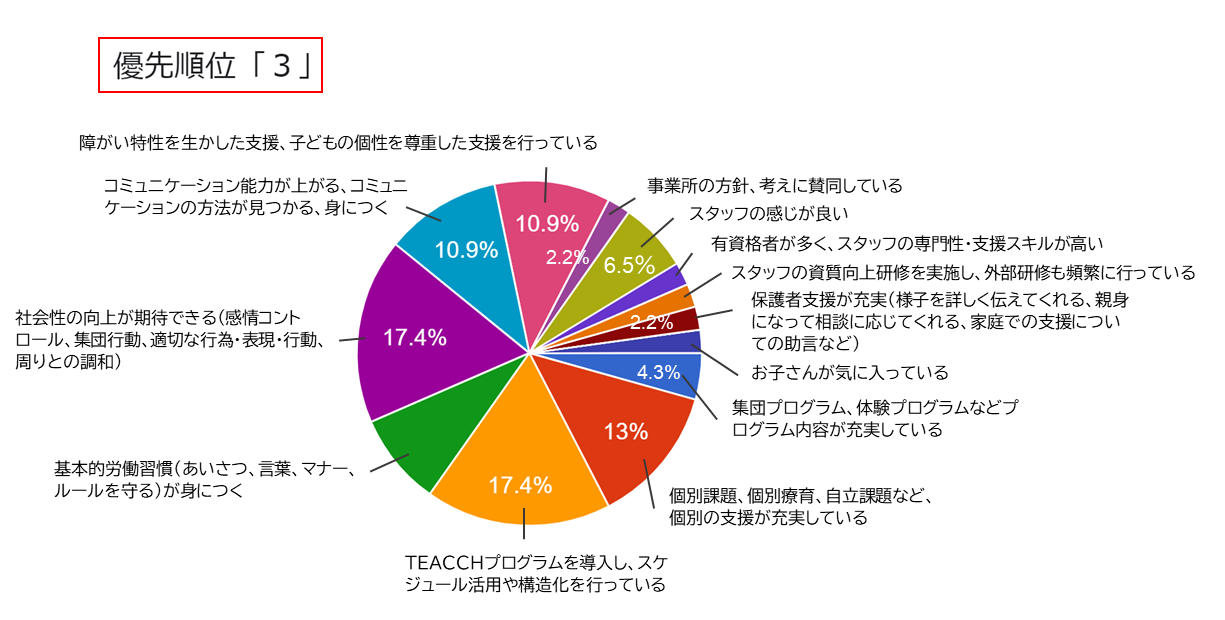 優先順位「３」
障がい特性を生かした支援、子どもの個性を尊重した支援を行っている
コミュニケーション能力が上がる、コミュニ
ケーションの方法が見つかる、身につく
事業所の方針、考えに賛同している
スタッフの感じが良い
有資格者が多く、スタッフの専門性・支援スキルが高い
スタッフの資質向上研修を実施し、外部研修も頻繁に行っている
保護者支援が充実（様子を詳しく伝えてくれる、親身
になって相談に応じてくれる、家庭での支援につい
ての助言など）
お子さんが気に入っている
集団プログラム、体験プログラムなどプ
ログラム内容が充実している
個別課題、個別療育、自立課題など、
個別の支援が充実している
TEACCHプログラムを導入し、スケ
ジュール活用や構造化を行っている
基本的労働習慣（あいさつ、言葉、マナー、
ルールを守る）が身につく
社会性の向上が期待できる（感情コント
ロール、集団行動、適切な行為・表現・行動、
周りとの調和）
10.9%
10.9%
2.2%
6.5%
2.2%
4.3%
13%
17.4%
17.4%